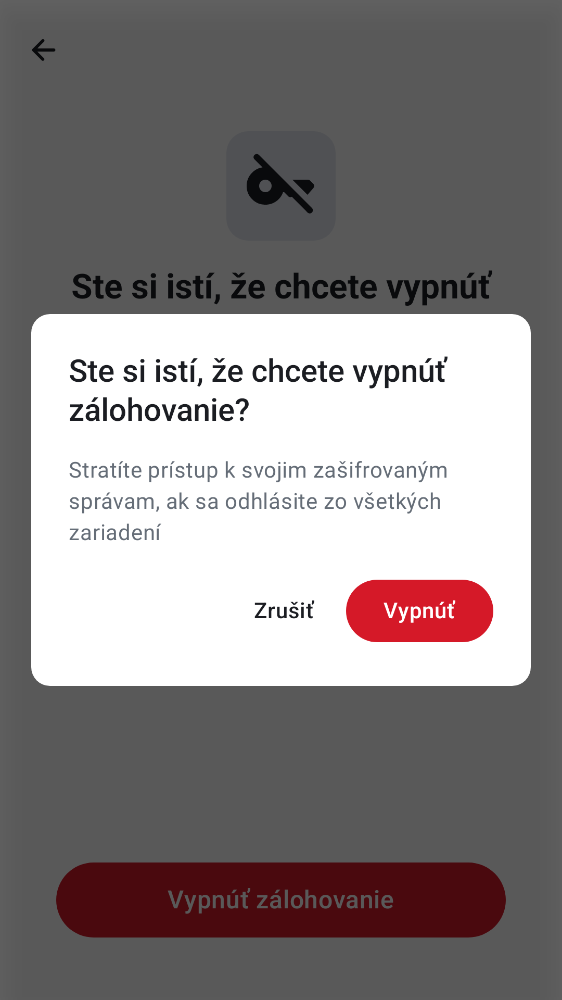 Ste si istí, že chcete vypnúť
Ste si istí, že chcete vypnúť
zálohovanie?
Stratíte prístup k svojim zašifrovaným
správam, ak sa odhlásite zo všetkých
zariadení
Zrušiť
Vypnúť
Vypnúť zálohovanie